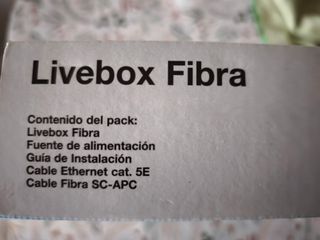 Livebox Fibra
Contenido del pack:
Livebox Fibra
Fuente de alimentación
Guía de Instalación
Cable Ethernet cat. 5E
Cable Fibra SC-APC